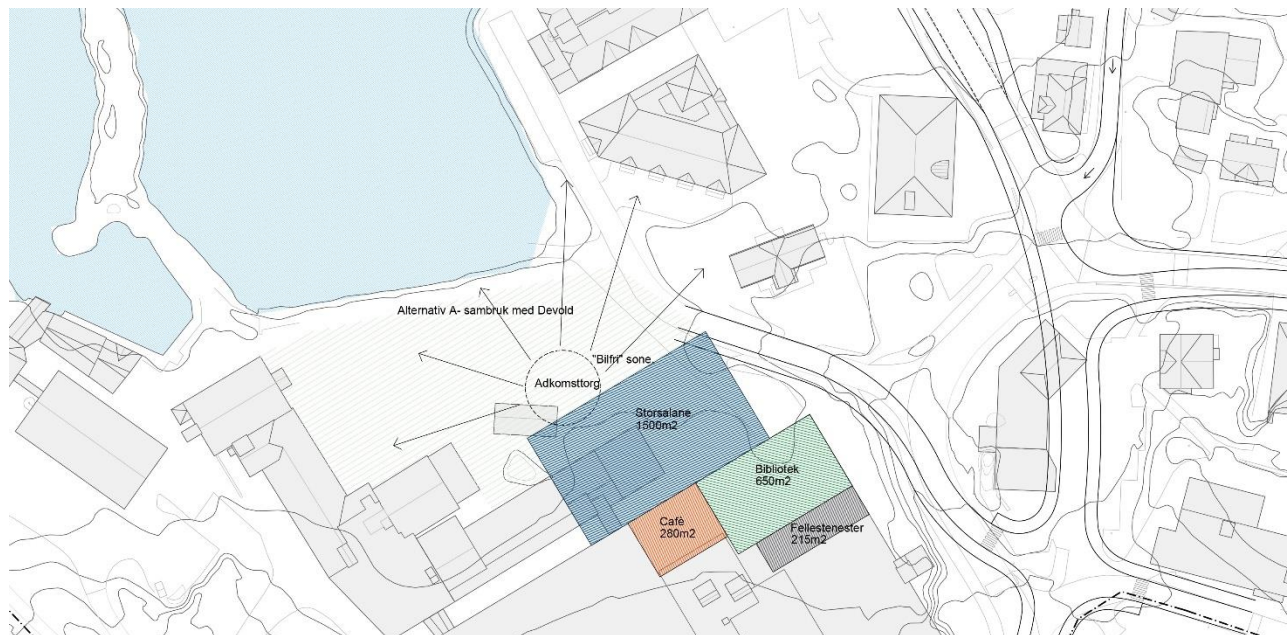 Alternativ A- sambruk med Devold
"Bilfri" sone
Adkomsttorg
Storsalane
1500m2
Bibliotek
650m2
Cafè
280m2
Fellestenester
215m2